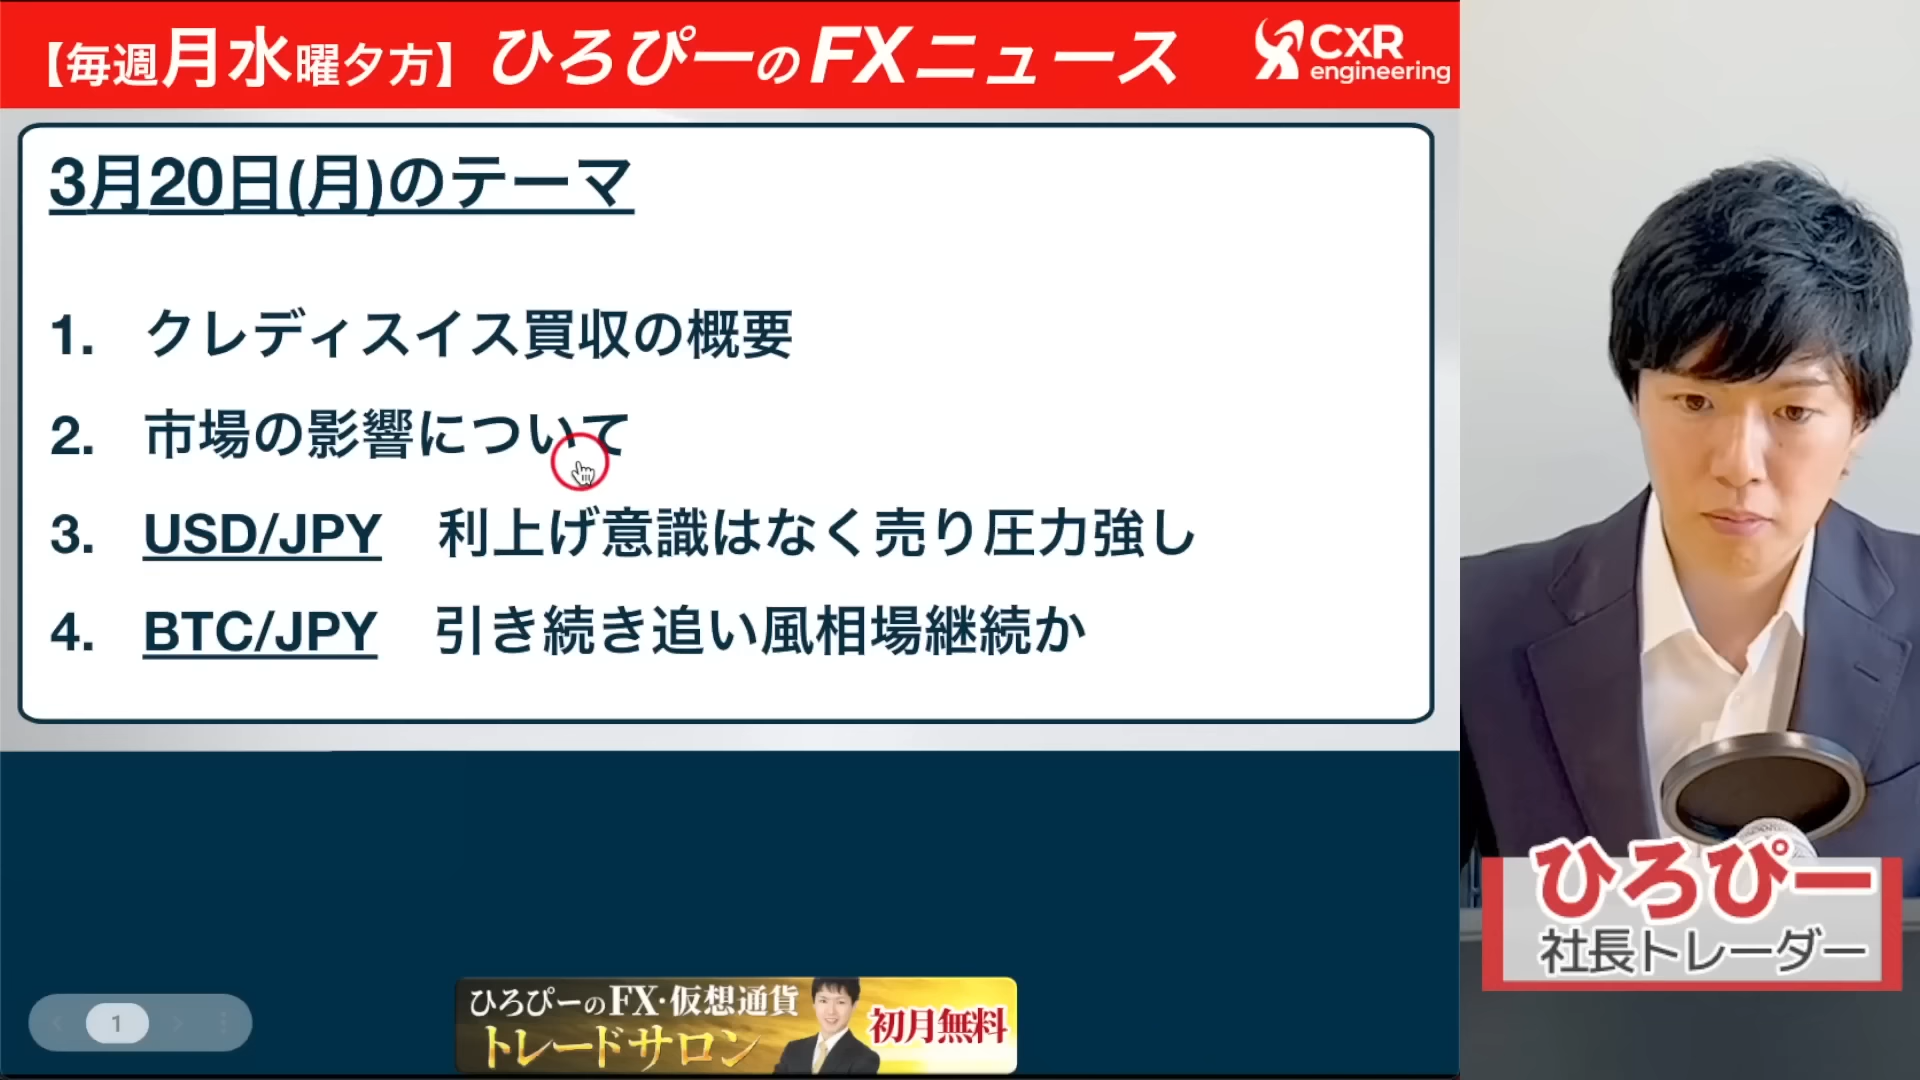 【毎週月水曜夕方】 ひろぴーのFXニュース
CXR
engineering
3月20日(月)のテーマ
1. クレディスイス買収の概要
2. 市場の影響について
3. USD/JPY 利上げ意識はなく売り圧力強し
4. BTC/JPY 引き続き追い風相場継続か
ひろぴー
社長トレーダー
1
ひろぴーのFX・仮想通貨
トレードサロン
初月無料